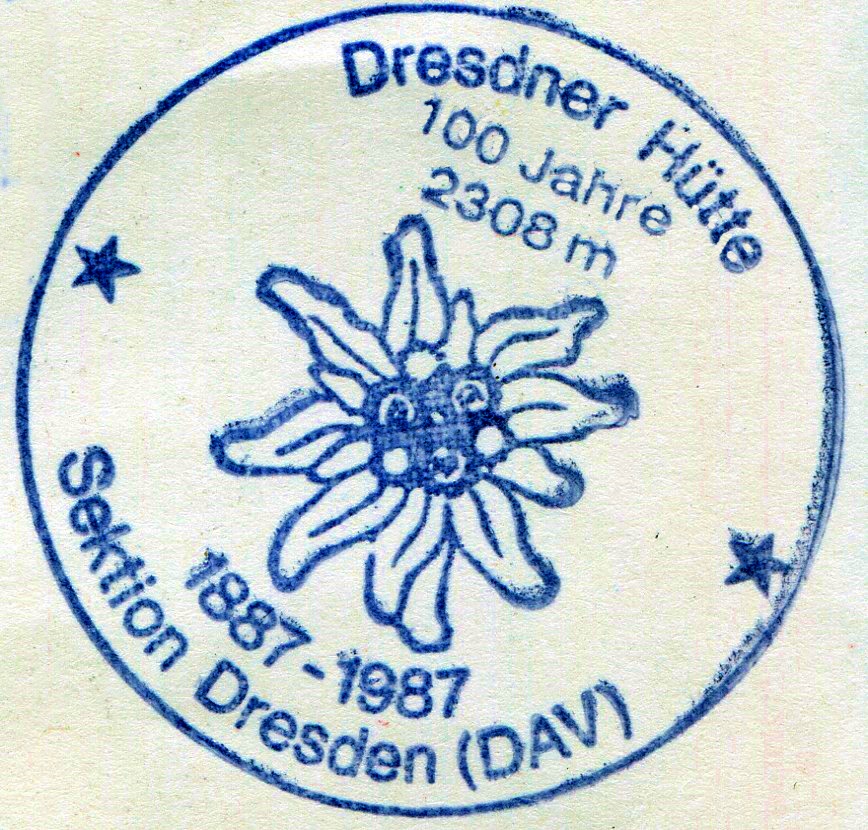 Dresdner Hütte
100 Jahre
2308 m
1887-1987
Sektion Dresden (DAV)